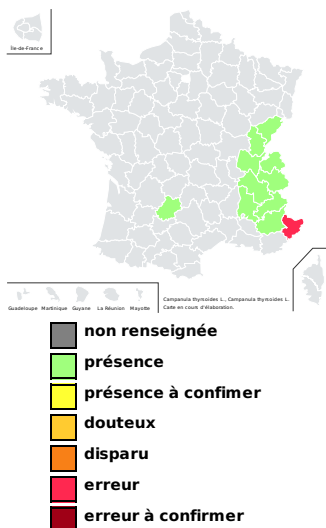 Île-de-France
Guadeloupe Martinique Guyane La Réunion Mayotte
Campanula thyrsoides L., Campanula thyrsoides L.
Carte en cours d'élaboration.
non renseignée
présence
présence à confimer
douteux
disparu
erreur
erreur à confirmer